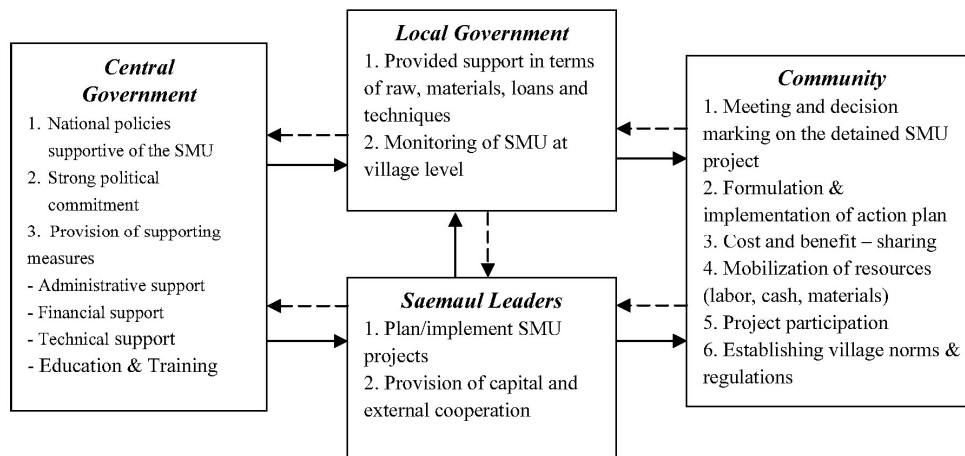 Central
Government
1. National policies
supportive of the SMU
2. Strong political
commitment
3. Provision of supporting
measures
- Administrative support
- Financial support
- Technical support
- Education & Training
Local Government
1. Provided support in terms
of raw, materials, loans and
techniques
2. Monitoring of SMU at
village level
Saemaul Leaders
1. Plan/implement SMU
projects
2. Provision of capital and
external cooperation
Community
1. Meeting and decision
marking on the detained SMU
project
2. Formulation &
implementation of action plan
3. Cost and benefit – sharing
4. Mobilization of resources
(labor, cash, materials)
5. Project participation
6. Establishing village norms &
regulations